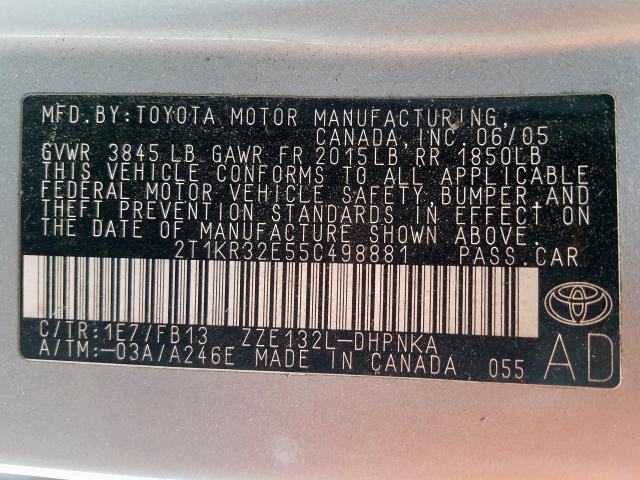 MFD.BY:TOYOTA MOTOR MANUFACTURING,
CANADA,INC. 06/05
GVWR 3845 LB GAWR FR 2015LB RR 1850LB
THIS VEHICLE CONFORMS TO ALL APPLICABLE
FEDERAL MOTOR VEHICLE SAFETY,BUMPER,AND
THEFT PREVENTION STANDARDS IN EFFECT ON
THE DATE OF MANUFACTURE SHOWN ABOVE.
2T1KR32E55C498881 PASS.CAR
C/TR:1E7/FB13 ZZE132L-DHPNKA
A/TM:-03A/A246E MADE IN CANADA 055
AD